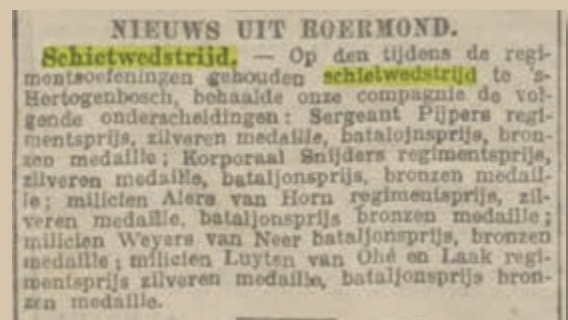 NIEUWS UIT ROERMOND.
Schietwedstrijd. — Op den tijdens de regi-
mentsoefeningen gehouden schietwedstrijd te 's-
Hertogenbosch, behaalde onze compagnie de vol-
gende onderscheidingen: Sergeant Pijpers regi-
mentsprijs, zilveren medaille, batalojnsprijs, bron-
zen medaille; Korporaal Snijders regimentsprijs,
zilveren medaille, bataljonsprijs, bronzen medail-
le; milicien Alers van Horn regimentsprijs, zil-
veren medaille, bataljonsprijs bronzen medaille;
milicien Weyers van Neer bataljonsprijs, bronzen
medaille; milicien Luyten van Ohé en Laak regi-
mentsprijs zilveren medaille, bataljonsprijs bron-
zen medaille.